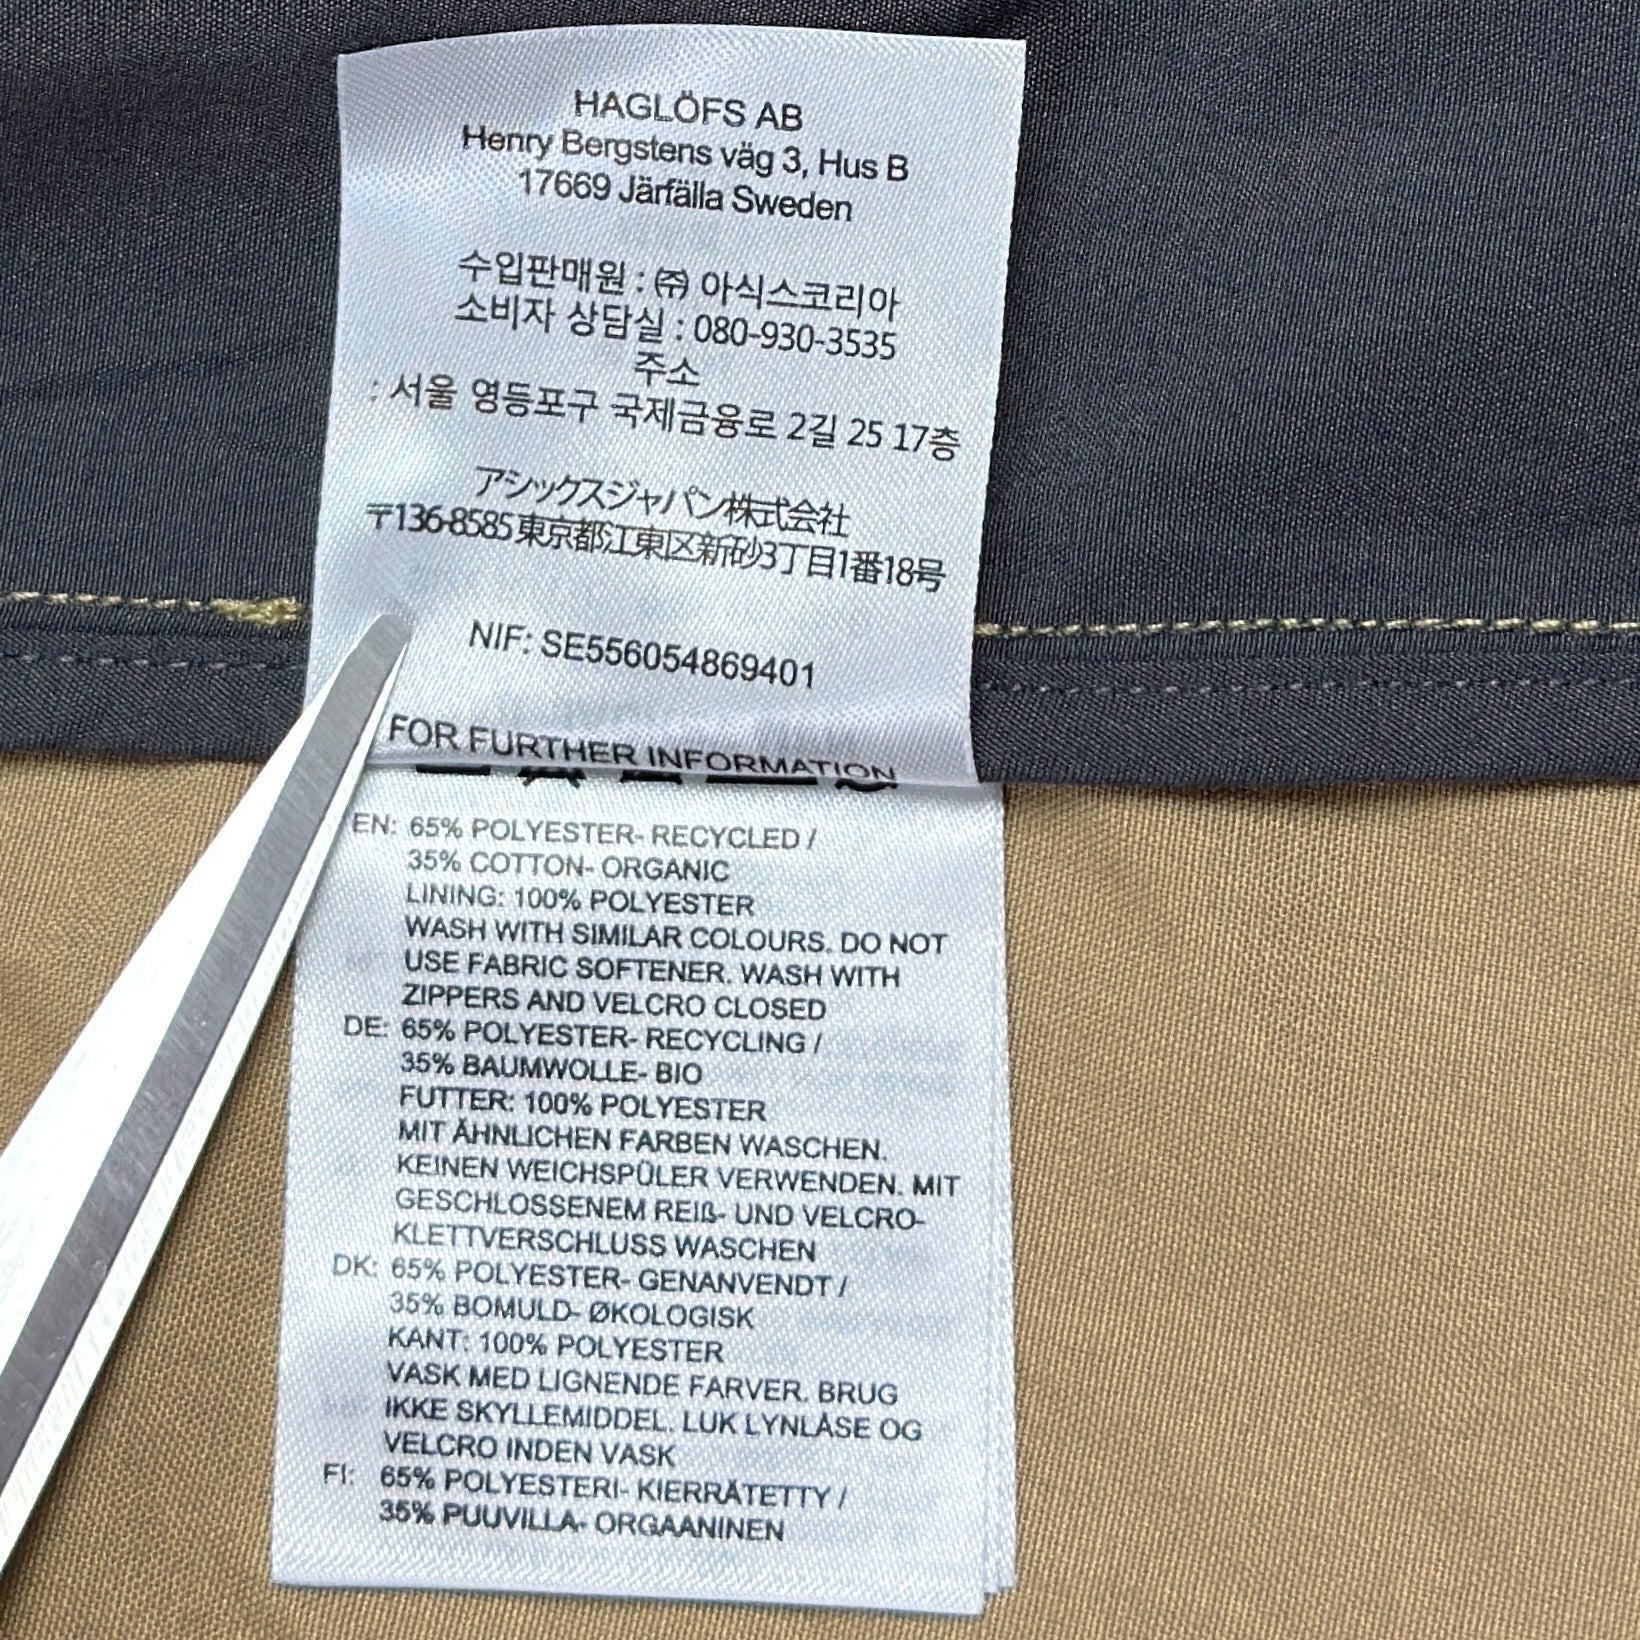 HAGLÖFS AB
Henry Bergstens väg 3, Hus B
17669 Järfälla Sweden
수입판매원 : ㈜ 아식스코리아
소비자 상담실 : 080-930-3535
주소
: 서울 영등포구 국제금융로 2길 25 17층
アシックスジャパン株式会社
〒136-8585 東京都江東区新砂3丁目1番18号
NIF: SE556054869401
FOR FURTHER INFORMATION
EN: 65% POLYESTER- RECYCLED /
35% COTTON- ORGANIC
LINING: 100% POLYESTER
WASH WITH SIMILAR COLOURS. DO NOT
USE FABRIC SOFTENER. WASH WITH
ZIPPERS AND VELCRO CLOSED
DE: 65% POLYESTER- RECYCLING /
35% BAUMWOLLE- BIO
FUTTER: 100% POLYESTER
MIT ÄHNLICHEN FARBEN WASCHEN.
KEINEN WEICHSPÜLER VERWENDEN. MIT
GESCHLOSSENEM REIß- UND VELCRO-
KLETTVERSCHLUSS WASCHEN
DK: 65% POLYESTER- GENANVENDT /
35% BOMULD- ØKOLOGISK
KANT: 100% POLYESTER
VASK MED LIGNENDE FARVER. BRUG
IKKE SKYLLEMIDDEL. LUK LYNLÅSE OG
VELCRO INDEN VASK
FI: 65% POLYESTERI- KIERRÄTETTY /
35% PUUVILLA- ORGAANINEN